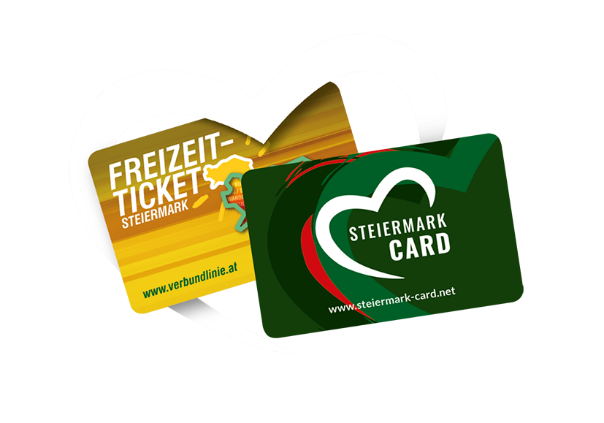 FREIZEIT-
TICKET
STEIERMARK
www.verbundlinie.at
STEIERMARK
CARD
www.steiermark-card.net